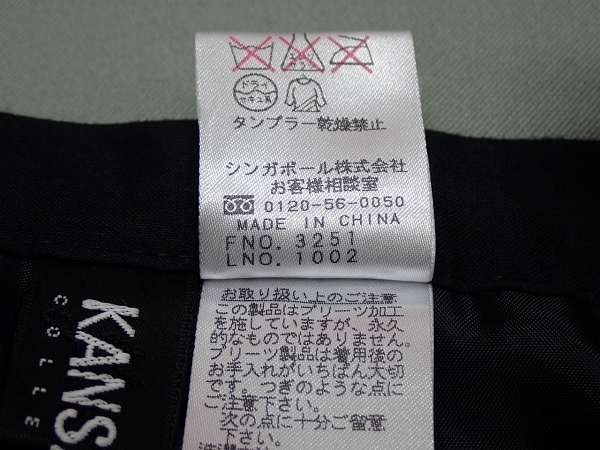 ドライ
セキユ系
タンブラー乾燥禁止
シンガポール株式会社
お客様相談室
0120-56-0050
MADE IN CHINA
FNO. 3251
LNO. 1002
お取り扱い上のご注意
この製品はプリーツ加工
を施していますが、永久
的なものではありません。
プリーツ製品は着用後の
お手入れがいちばん大切
です。つぎのような点に
ご注意下さい。
次の点に十分ご留意
下さい。
KANS
COLLE